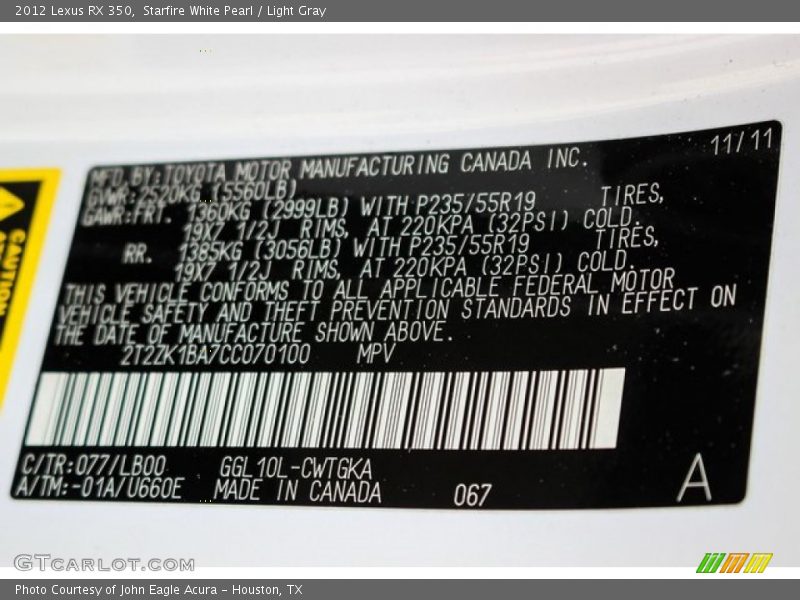 2012 Lexus RX 350,  Starfire White Pearl / Light Gray
11/11
MFD. BY: TOYOTA MOTOR MANUFACTURING CANADA INC.
GVWR: 2520KG (5560LB)
GAWR: FRT. 1360KG (2999LB) WITH P235/55R19 TIRES,
19X7 1/2J RIMS, AT 220KPA (32PSI) COLD.
RR. 1385KG (3056LB) WITH P235/55R19 TIRES,
19X7 1/2J RIMS, AT 220KPA (32PSI) COLD.
THIS VEHICLE CONFORMS TO ALL APPLICABLE FEDERAL MOTOR
VEHICLE SAFETY AND THEFT PREVENTION STANDARDS IN EFFECT ON
THE DATE OF MANUFACTURE SHOWN ABOVE.
2T2ZK1BA7CC070100 MPV
C/TR: 077/LB00 GGL10L-CWTGKA
A/TM: -01A/U660E MADE IN CANADA 067 A
CAUTION
GTCARLOT.COM
Photo Courtesy of John Eagle Acura - Houston, TX